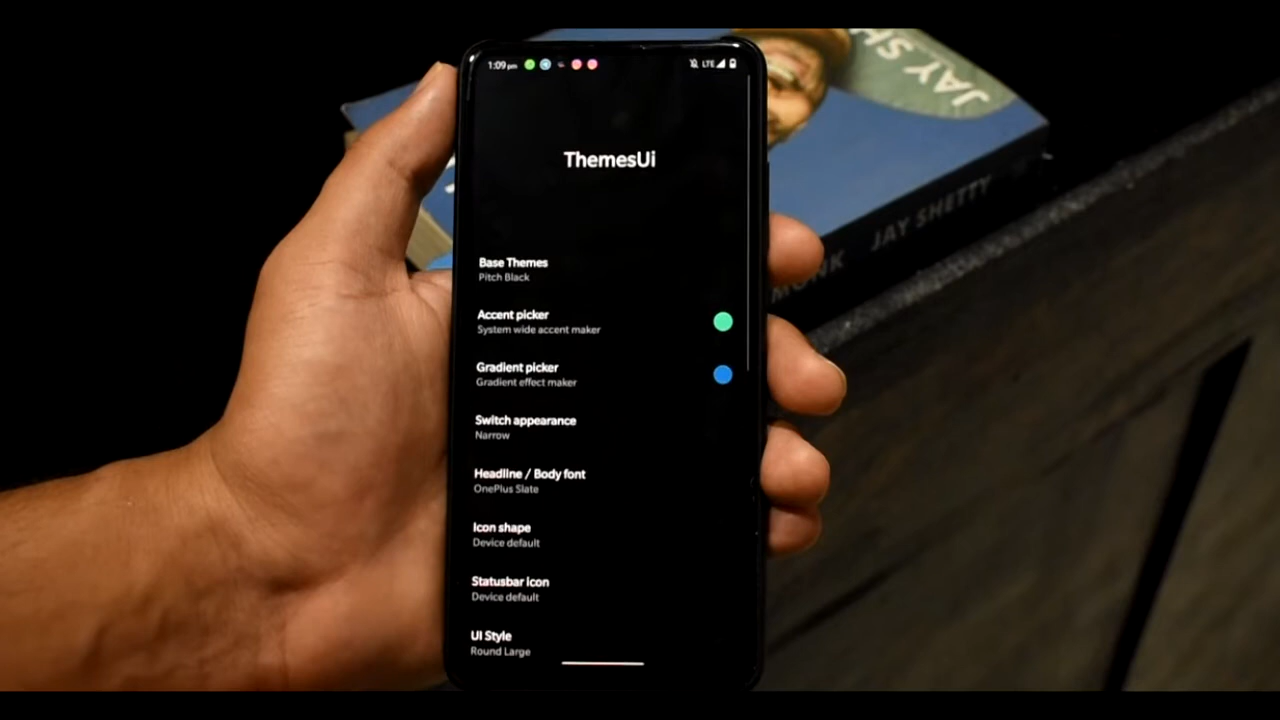 1:09 pm
LTE
ThemesUi
Base Themes
Pitch Black
Accent picker
System wide accent maker
Gradient picker
Gradient effect maker
Switch appearance
Narrow
Headline / Body font
OnePlus Slate
Icon shape
Device default
Statusbar icon
Device default
UI Style
Round Large
JAY SH
MONK JAY SHETTY